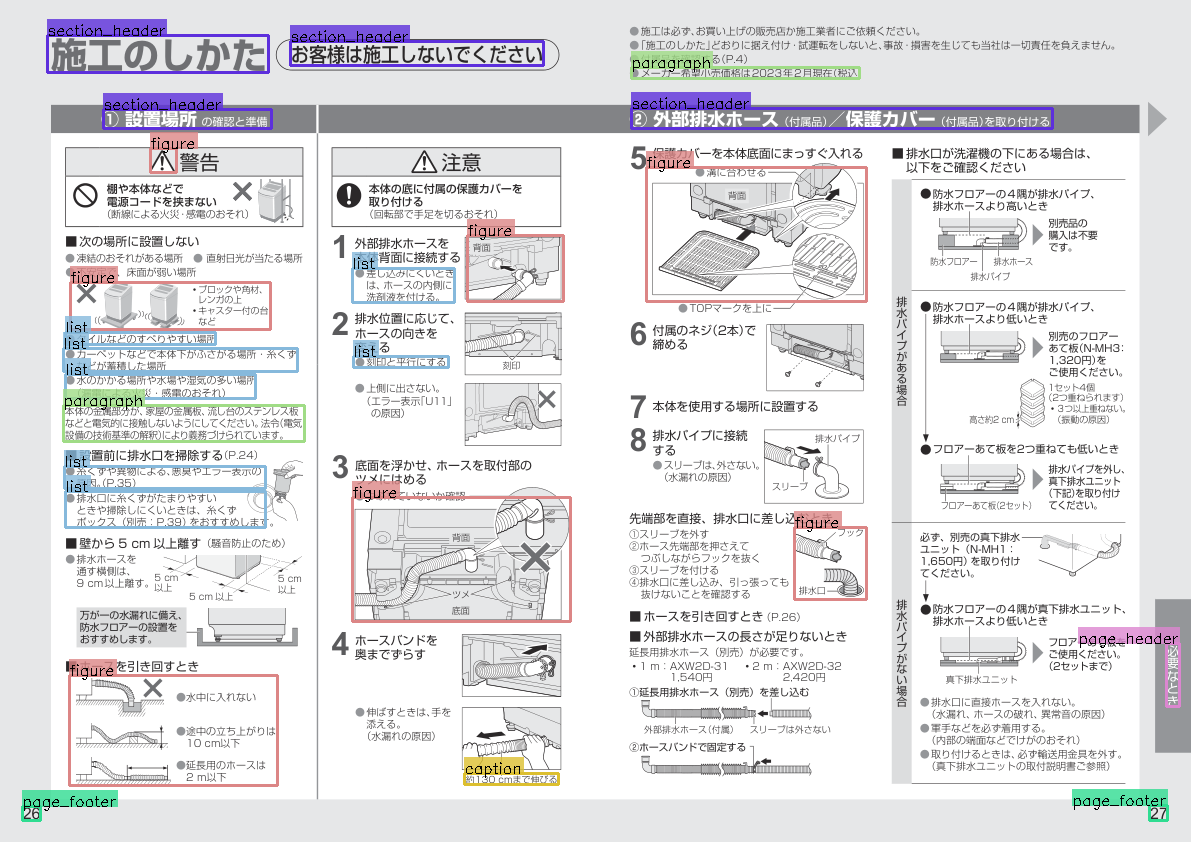 section_header
施工のしかた
section_header
お客様は施工しないでください
●施工は必ず、お買い上げの販売店か施工業者にご依頼ください。
●「施工のしかた」どおりに据え付け・試運転をしないと、事故・損害を生じても当社は一切責任を負えません。
paragraph
る(P.4)
●メーカー希望小売価格は2023年2月現在(税込
section_header
① 設置場所 の確認と準備
figure
警告
棚や本体などで
電源コードを挟まない
(断線による火災・感電のおそれ)
■次の場所に設置しない
●凍結のおそれがある場所 ●直射日光が当たる場所
床面が弱い場所
figure
・ブロックや角材、
レンガの上
・キャスター付の台
など
list
イルなどのすべりやすい場所
list
●カーペットなどで本体下がふさがる場所・糸くず
どが蓄積した場所
list
●水のかかる場所や水場や湿気の多い場所
災・感電のおそれ)
paragraph
本体の金属部分が、家屋の金属板、流し台のステンレス板
などと電気的に接触しないようにしてください。法令(電気
設備の技術基準の解釈)により義務づけられています。
設置前に排水口を掃除する(P.24)
list
●糸くずや異物による、悪臭やエラー表示の
。(P.35)
list
●排水口に糸くずがたまりやすい
ときや掃除しにくいときは、糸くず
ボックス(別売:P.39)をおすすめします。
■壁から5 cm以上離す(騒音防止のため)
●排水ホースを
通す横側は、
9 cm以上離す。
5 cm
以上
5 cm以上
5 cm
以上
万が一の水漏れに備え、
防水フロアーの設置を
おすすめします。
■ホースを引き回すとき
figure
●水中に入れない
●途中の立ち上がりは
10 cm以下
●延長用のホースは
2 m以下
page_footer
26
注意
本体の底に付属の保護カバーを
取り付ける
(回転部で手足を切るおそれ)
1 外部排水ホースを
本体背面に接続する
list
●差し込みにくいとき
は、ホースの内側に
洗剤液を付ける。
figure
背面
2 排水位置に応じて、
ホースの向きを
る
list
●刻印と平行にする
刻印
●上側に出さない。
(エラー表示「U11」
の原因)
3 底面を浮かせ、ホースを取付部の
ツメにはめる
figure
ていないか確認
背面
ツメ
底面
4 ホースバンドを
奥までずらす
●伸ばすときは、手を
添える。
(水漏れの原因)
caption
約130 cmまで伸びる
section_header
② 外部排水ホース(付属品)/保護カバー(付属品)を取り付ける
5 保護カバーを本体底面にまっすぐ入れる
figure
●溝に合わせる
背面
●TOPマークを上に
6 付属のネジ(2本)で
締める
7 本体を使用する場所に設置する
8 排水パイプに接続
する
●スリーブは、外さない。
(水漏れの原因)
排水パイプ
スリーブ
先端部を直接、排水口に差し込むとき
①スリーブを外す
②ホース先端部を押さえて
つぶしながらフックを抜く
③スリーブを付ける
④排水口に差し込み、引っ張っても
抜けないことを確認する
figure
フック
排水口
■ホースを引き回すとき(P.26)
■外部排水ホースの長さが足りないとき
延長用排水ホース(別売)が必要です。
・1 m:AXW2D-31 ・2 m:AXW2D-32
1,540円 2,420円
①延長用排水ホース(別売)を差し込む
外部排水ホース(付属) スリーブは外さない
②ホースバンドで固定する
■排水口が洗濯機の下にある場合は、
以下をご確認ください
排水パイプがある場合
●防水フロアーの4隅が排水パイプ、
排水ホースより高いとき
別売品の
購入は不要
です。
防水フロアー 排水ホース
排水パイプ
●防水フロアーの4隅が排水パイプ、
排水ホースより低いとき
別売のフロアー
あて板(N-MH3:
1,320円)を
ご使用ください。
1セット4個
(2つ重ねられます)
・3つ以上重ねない。
(振動の原因)
高さ約2 cm
●フロアーあて板を2つ重ねても低いとき
排水パイプを外し、
真下排水ユニット
(下記)を取り付け
てください。
フロアーあて板(2セット)
排水パイプがない場合
必ず、別売の真下排水
ユニット(N-MH1:
1,650円)を取り付け
てください。
●防水フロアーの4隅が真下排水ユニット、
排水ホースより低いとき
フロア
ご使用ください。
(2セットまで)
真下排水ユニット
●排水口に直接ホースを入れない。
(水漏れ、ホースの破れ、異常音の原因)
●軍手などを必ず着用する。
(内部の端面などでけがのおそれ)
●取り付けるときは、必ず輸送用金具を外す。
(真下排水ユニットの取付説明書ご参照)
page_header
必要なとき
page_footer
27